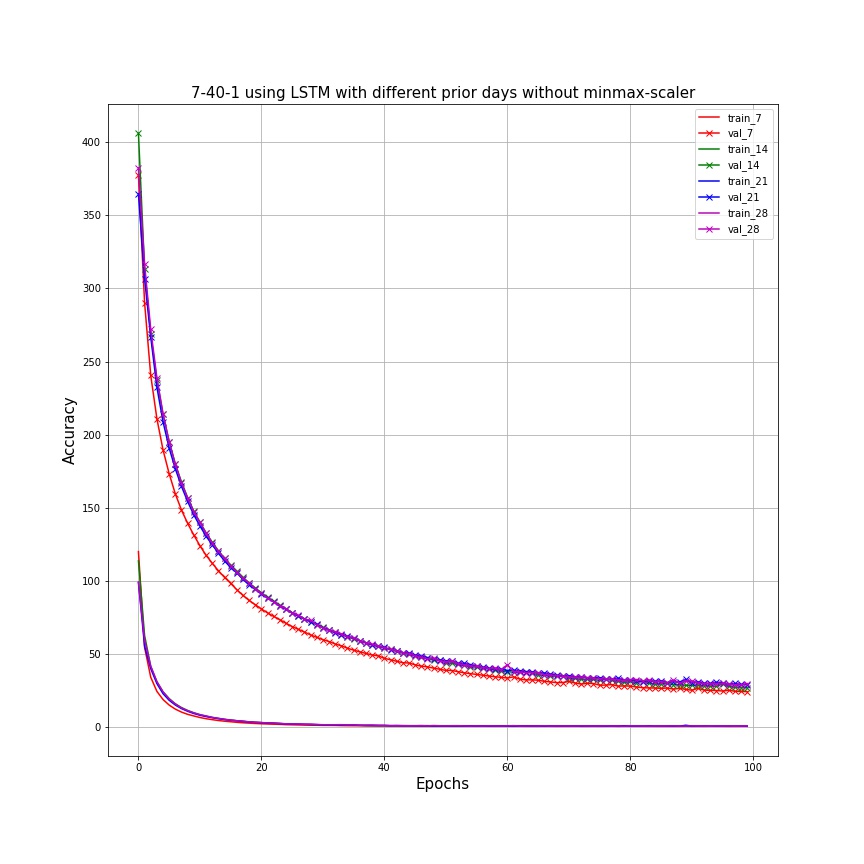 7-40-1 using LSTM with different prior days without minmax-scaler
train_7
val_7
train_14
val_14
train_21
val_21
train_28
val_28
400
350
300
250
200
150
100
50
0
Accuracy
0 20 40 60 80 100
Epochs